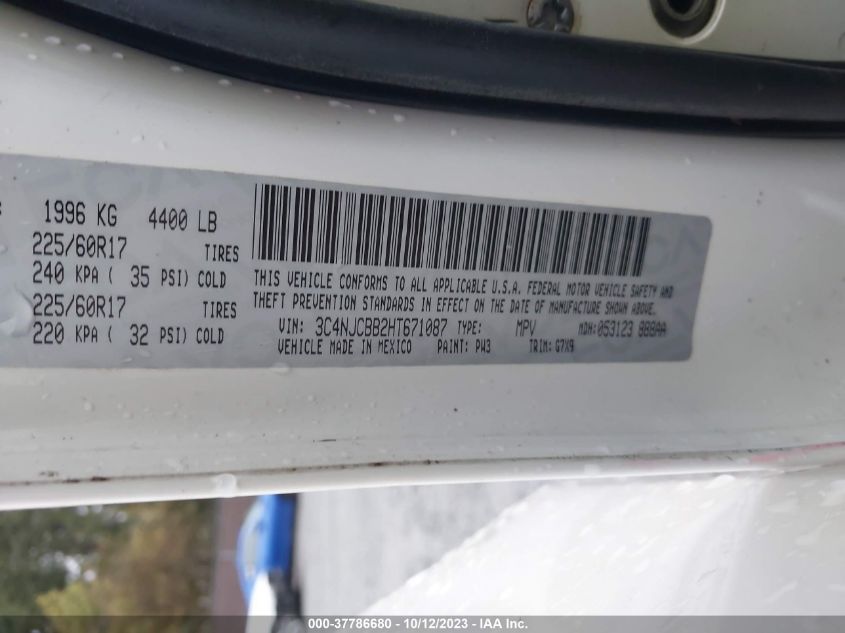 1996 KG 4400 LB
225/60R17 TIRES
240 KPA ( 35 PSI) COLD
225/60R17 TIRES
220 KPA ( 32 PSI) COLD
THIS VEHICLE CONFORMS TO ALL APPLICABLE U.S.A. FEDERAL MOTOR VEHICLE SAFETY AND
THEFT PREVENTION STANDARDS IN EFFECT ON THE DATE OF MANUFACTURE SHOWN ABOVE.
VIN: 3C4NJCBB2HT671087 TYPE: MPV MDH:053123 888AA
VEHICLE MADE IN MEXICO PAINT: PW3 TRIM: G7X9
000-37786680 - 10/12/2023 - IAA Inc.